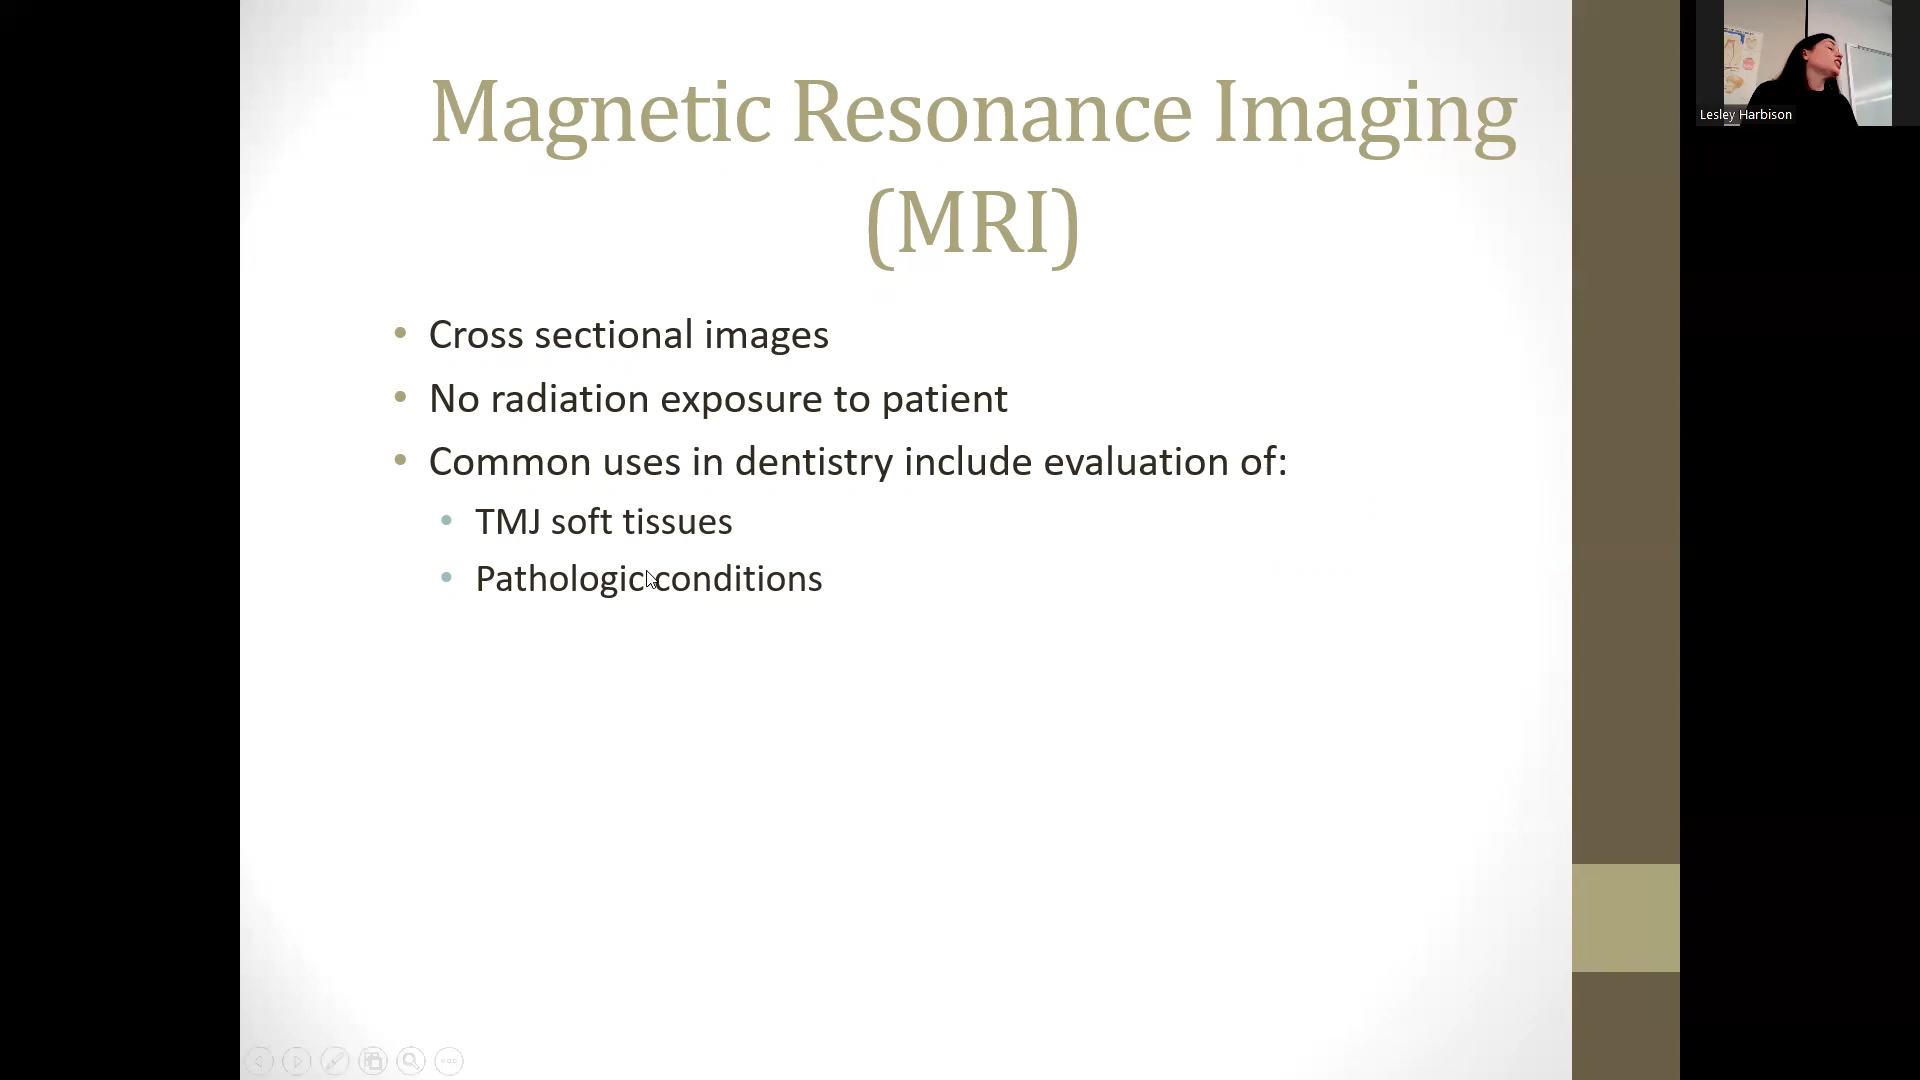 Magnetic Resonance Imaging
(MRI)
• Cross sectional images
• No radiation exposure to patient
• Common uses in dentistry include evaluation of:
• TMJ soft tissues
• Pathologic conditions
Lesley Harbison